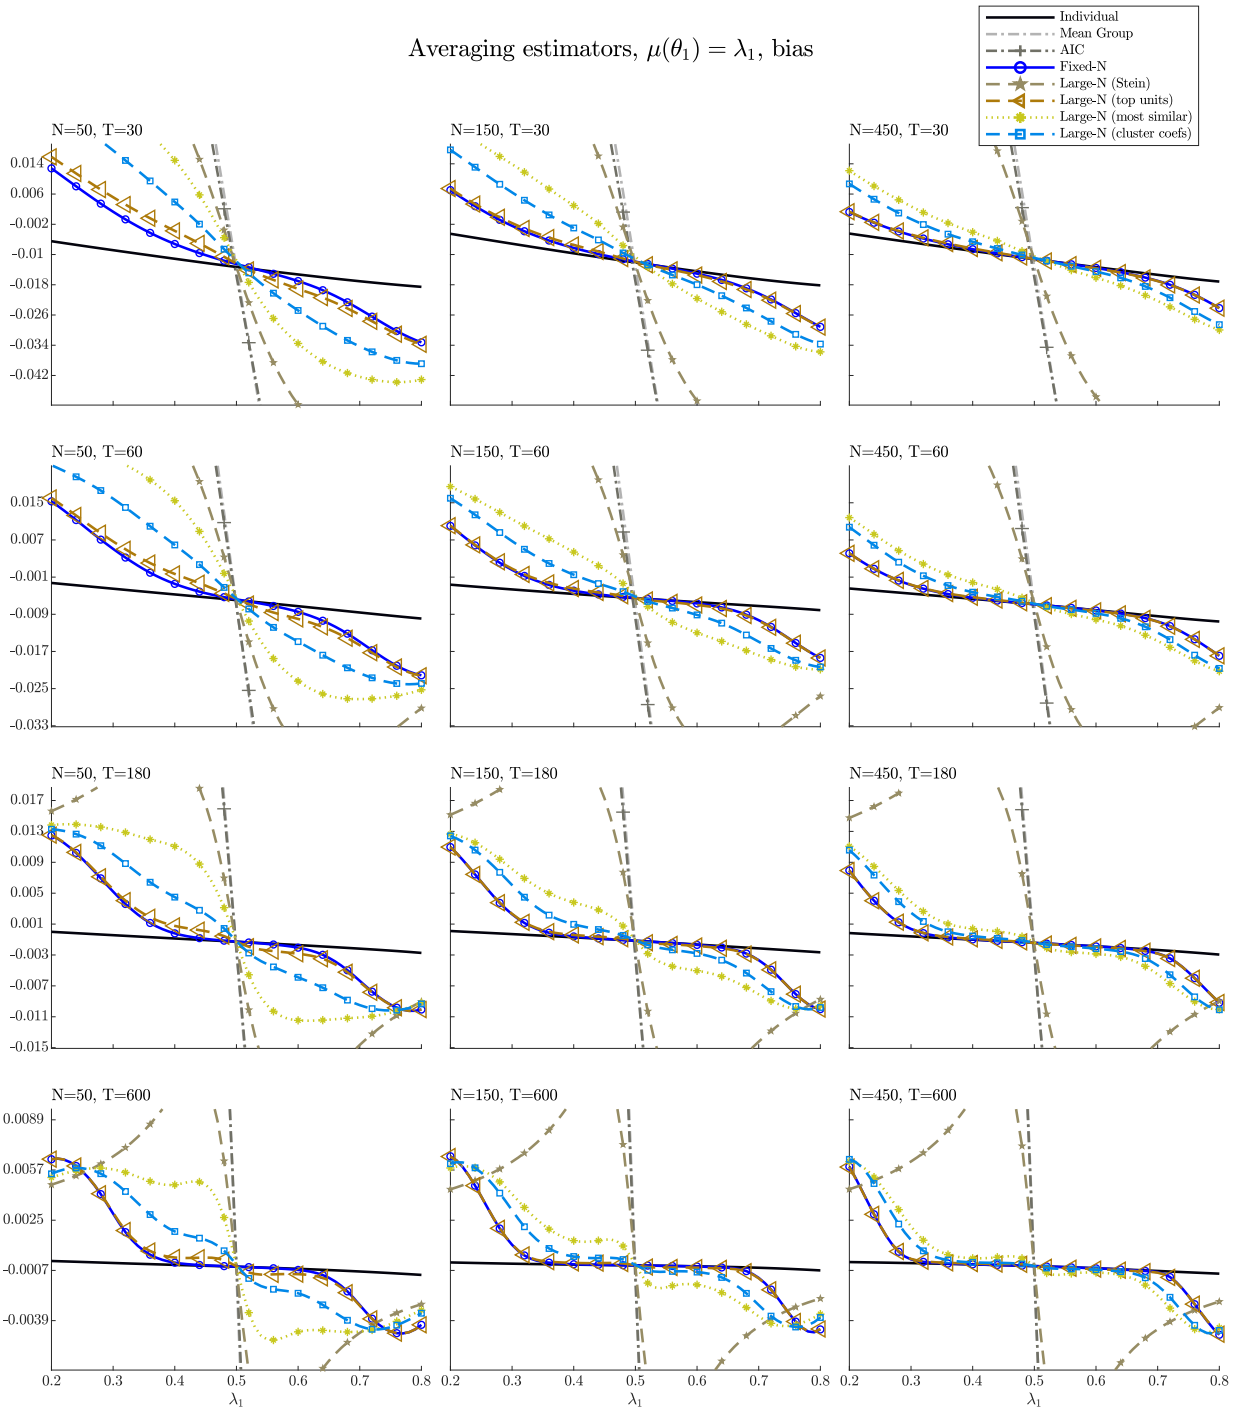 Averaging estimators, μ(θ₁) = λ₁, bias
Individual
Mean Group
AIC
Fixed-N
Large-N (Stein)
Large-N (top units)
Large-N (most similar)
Large-N (cluster coefs)
N=50, T=30
N=150, T=30
N=450, T=30
0.014
0.006
-0.002
-0.01
-0.018
-0.026
-0.034
-0.042
N=50, T=60
N=150, T=60
N=450, T=60
0.015
0.007
-0.001
-0.009
-0.017
-0.025
-0.033
N=50, T=180
N=150, T=180
N=450, T=180
0.017
0.013
0.009
0.005
0.001
-0.003
-0.007
-0.011
-0.015
N=50, T=600
N=150, T=600
N=450, T=600
0.0089
0.0057
0.0025
-0.0007
-0.0039
0.2 0.3 0.4 0.5 0.6 0.7 0.8
0.2 0.3 0.4 0.5 0.6 0.7 0.8
0.2 0.3 0.4 0.5 0.6 0.7 0.8
λ₁
λ₁
λ₁